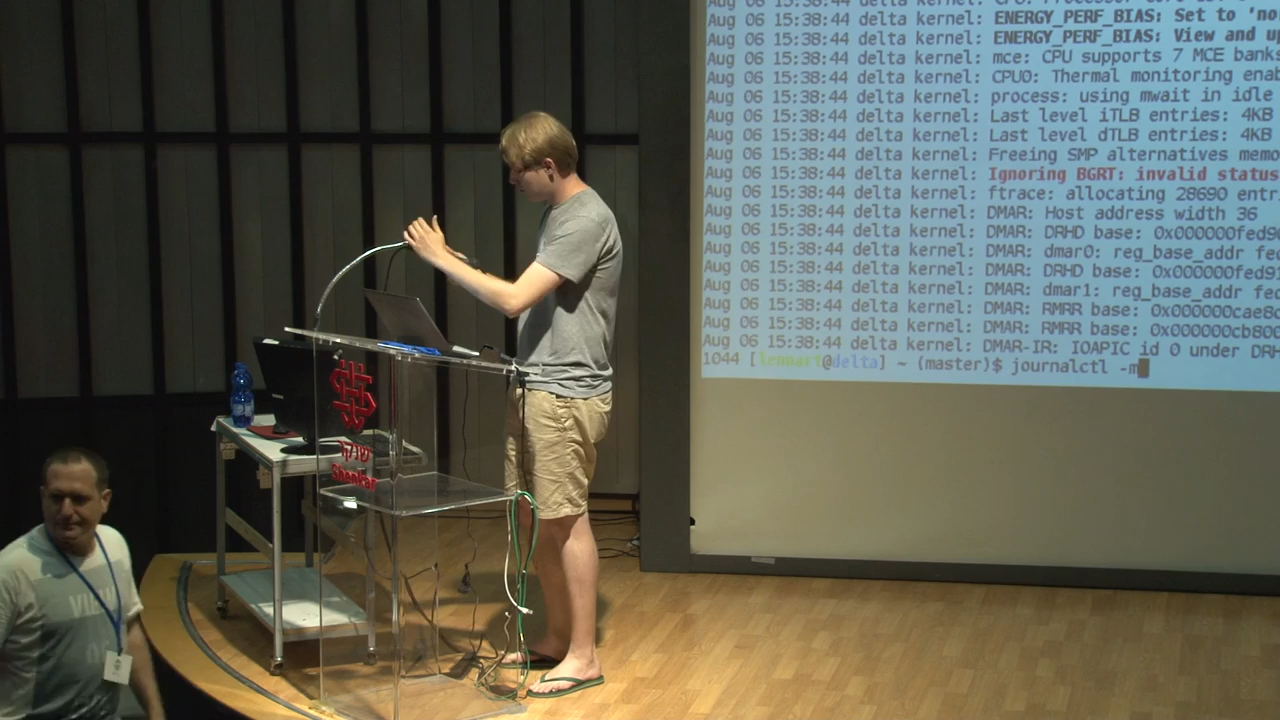 Aug 06 15:38:44 delta kernel:
Aug 06 15:38:44 delta kernel: ENERGY_PERF_BIAS: Set to 'no
Aug 06 15:38:44 delta kernel: ENERGY_PERF_BIAS: View and up
Aug 06 15:38:44 delta kernel: mce: CPU supports 7 MCE banks
Aug 06 15:38:44 delta kernel: CPU0: Thermal monitoring enab
Aug 06 15:38:44 delta kernel: process: using mwait in idle
Aug 06 15:38:44 delta kernel: Last level iTLB entries: 4KB
Aug 06 15:38:44 delta kernel: Last level dTLB entries: 4KB
Aug 06 15:38:44 delta kernel: Freeing SMP alternatives memo
Aug 06 15:38:44 delta kernel: Ignoring BGRT: invalid status
Aug 06 15:38:44 delta kernel: ftrace: allocating 28690 entr
Aug 06 15:38:44 delta kernel: DMAR: Host address width 36
Aug 06 15:38:44 delta kernel: DMAR: DRHD base: 0x000000fed90
Aug 06 15:38:44 delta kernel: DMAR: dmar0: reg_base_addr fed
Aug 06 15:38:44 delta kernel: DMAR: DRHD base: 0x000000fed91
Aug 06 15:38:44 delta kernel: DMAR: dmar1: reg_base_addr fed
Aug 06 15:38:44 delta kernel: DMAR: RMRR base: 0x000000cae8
Aug 06 15:38:44 delta kernel: DMAR: RMRR base: 0x000000cb800
Aug 06 15:38:44 delta kernel: DMAR-IR: IOAPIC id 0 under DRH
1044 [lennart@delta] ~ (master)$ journalctl -m
שנקר
Shenkar